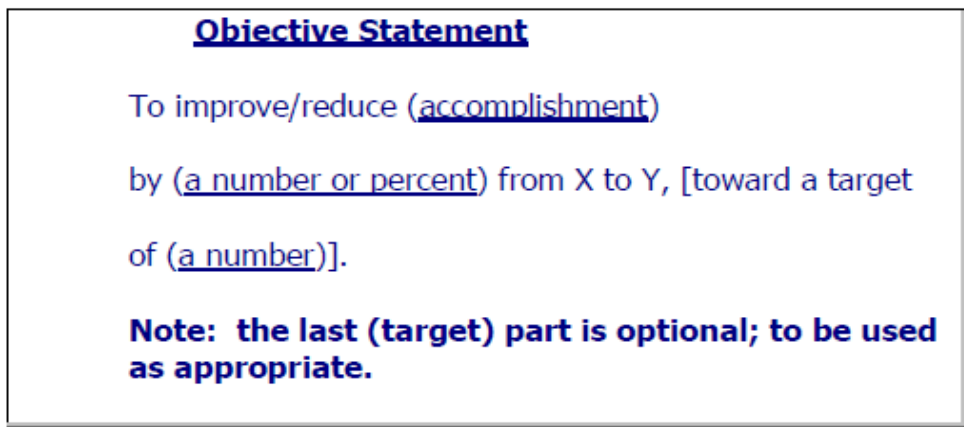 Objective Statement
To improve/reduce (accomplishment)
by (a number or percent) from X to Y, [toward a target
of (a number)].
Note:  the last (target) part is optional; to be used
as appropriate.